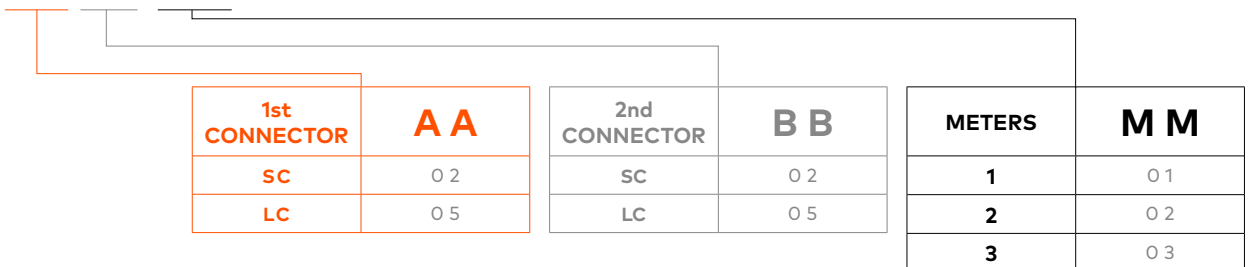 1st CONNECTOR A A
SC 0 2
LC 0 5
2nd CONNECTOR B B
SC 0 2
LC 0 5
METERS M M
1 0 1
2 0 2
3 0 3